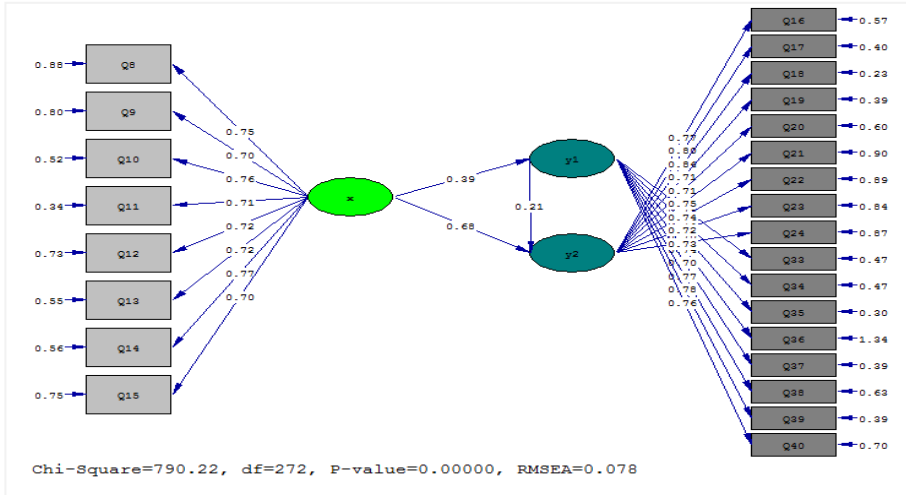 0.88 Q8
0.80 Q9
0.52 Q10
0.34 Q11
0.73 Q12
0.55 Q13
0.56 Q14
0.75 Q15
0.75
0.70
0.76
0.71
0.72
0.72
0.77
0.70
x
0.39
0.68
y1
0.21
y2
0.77
0.71
0.75
0.74
0.72
0.73
0.70
0.77
0.78
0.76
Q16 0.57
Q17 0.40
Q18 0.23
Q19 0.39
Q20 0.60
Q21 0.90
Q22 0.89
Q23 0.84
Q24 0.87
Q33 0.47
Q34 0.47
Q35 0.30
Q36 1.34
Q37 0.39
Q38 0.63
Q39 0.39
Q40 0.70
Chi-Square=790.22, df=272, P-value=0.00000, RMSEA=0.078